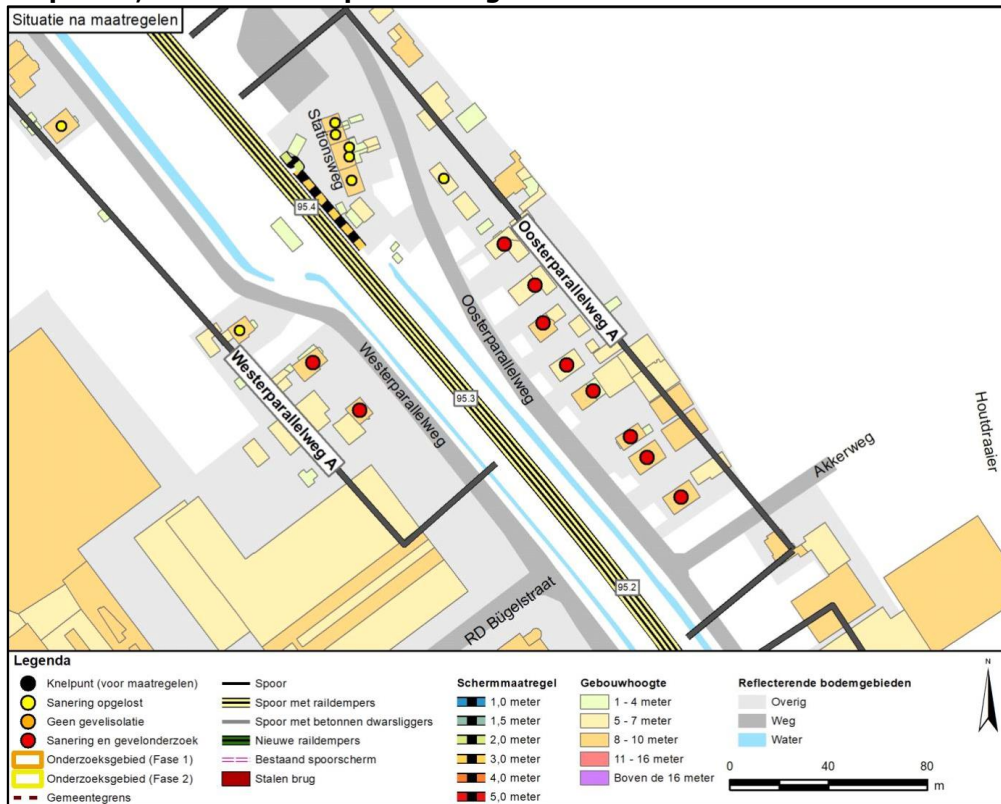 Situatie na maatregelen
Stationsweg
95.4
Oosterparallelweg A
Oosterparallelweg
Westerparallelweg
Westerparallelweg A
95.3
Houtdraaier
Akkerweg
95.2
RD Bügelstraat
Legenda
Knelpunt (voor maatregelen)
Sanering opgelost
Geen gevelisolatie
Sanering en gevelonderzoek
Onderzoeksgebied (Fase 1)
Onderzoeksgebied (Fase 2)
Gemeentegrens
Spoor
Spoor met raildempers
Spoor met betonnen dwarsliggers
Nieuwe raildempers
Bestaand spoorscherm
Stalen brug
Schermmaatregel
1,0 meter
1,5 meter
2,0 meter
3,0 meter
4,0 meter
5,0 meter
Gebouwhoogte
1 - 4 meter
5 - 7 meter
8 - 10 meter
11 - 16 meter
Boven de 16 meter
Reflecterende bodemgebieden
Overig
Weg
Water
N
0 40 80
m